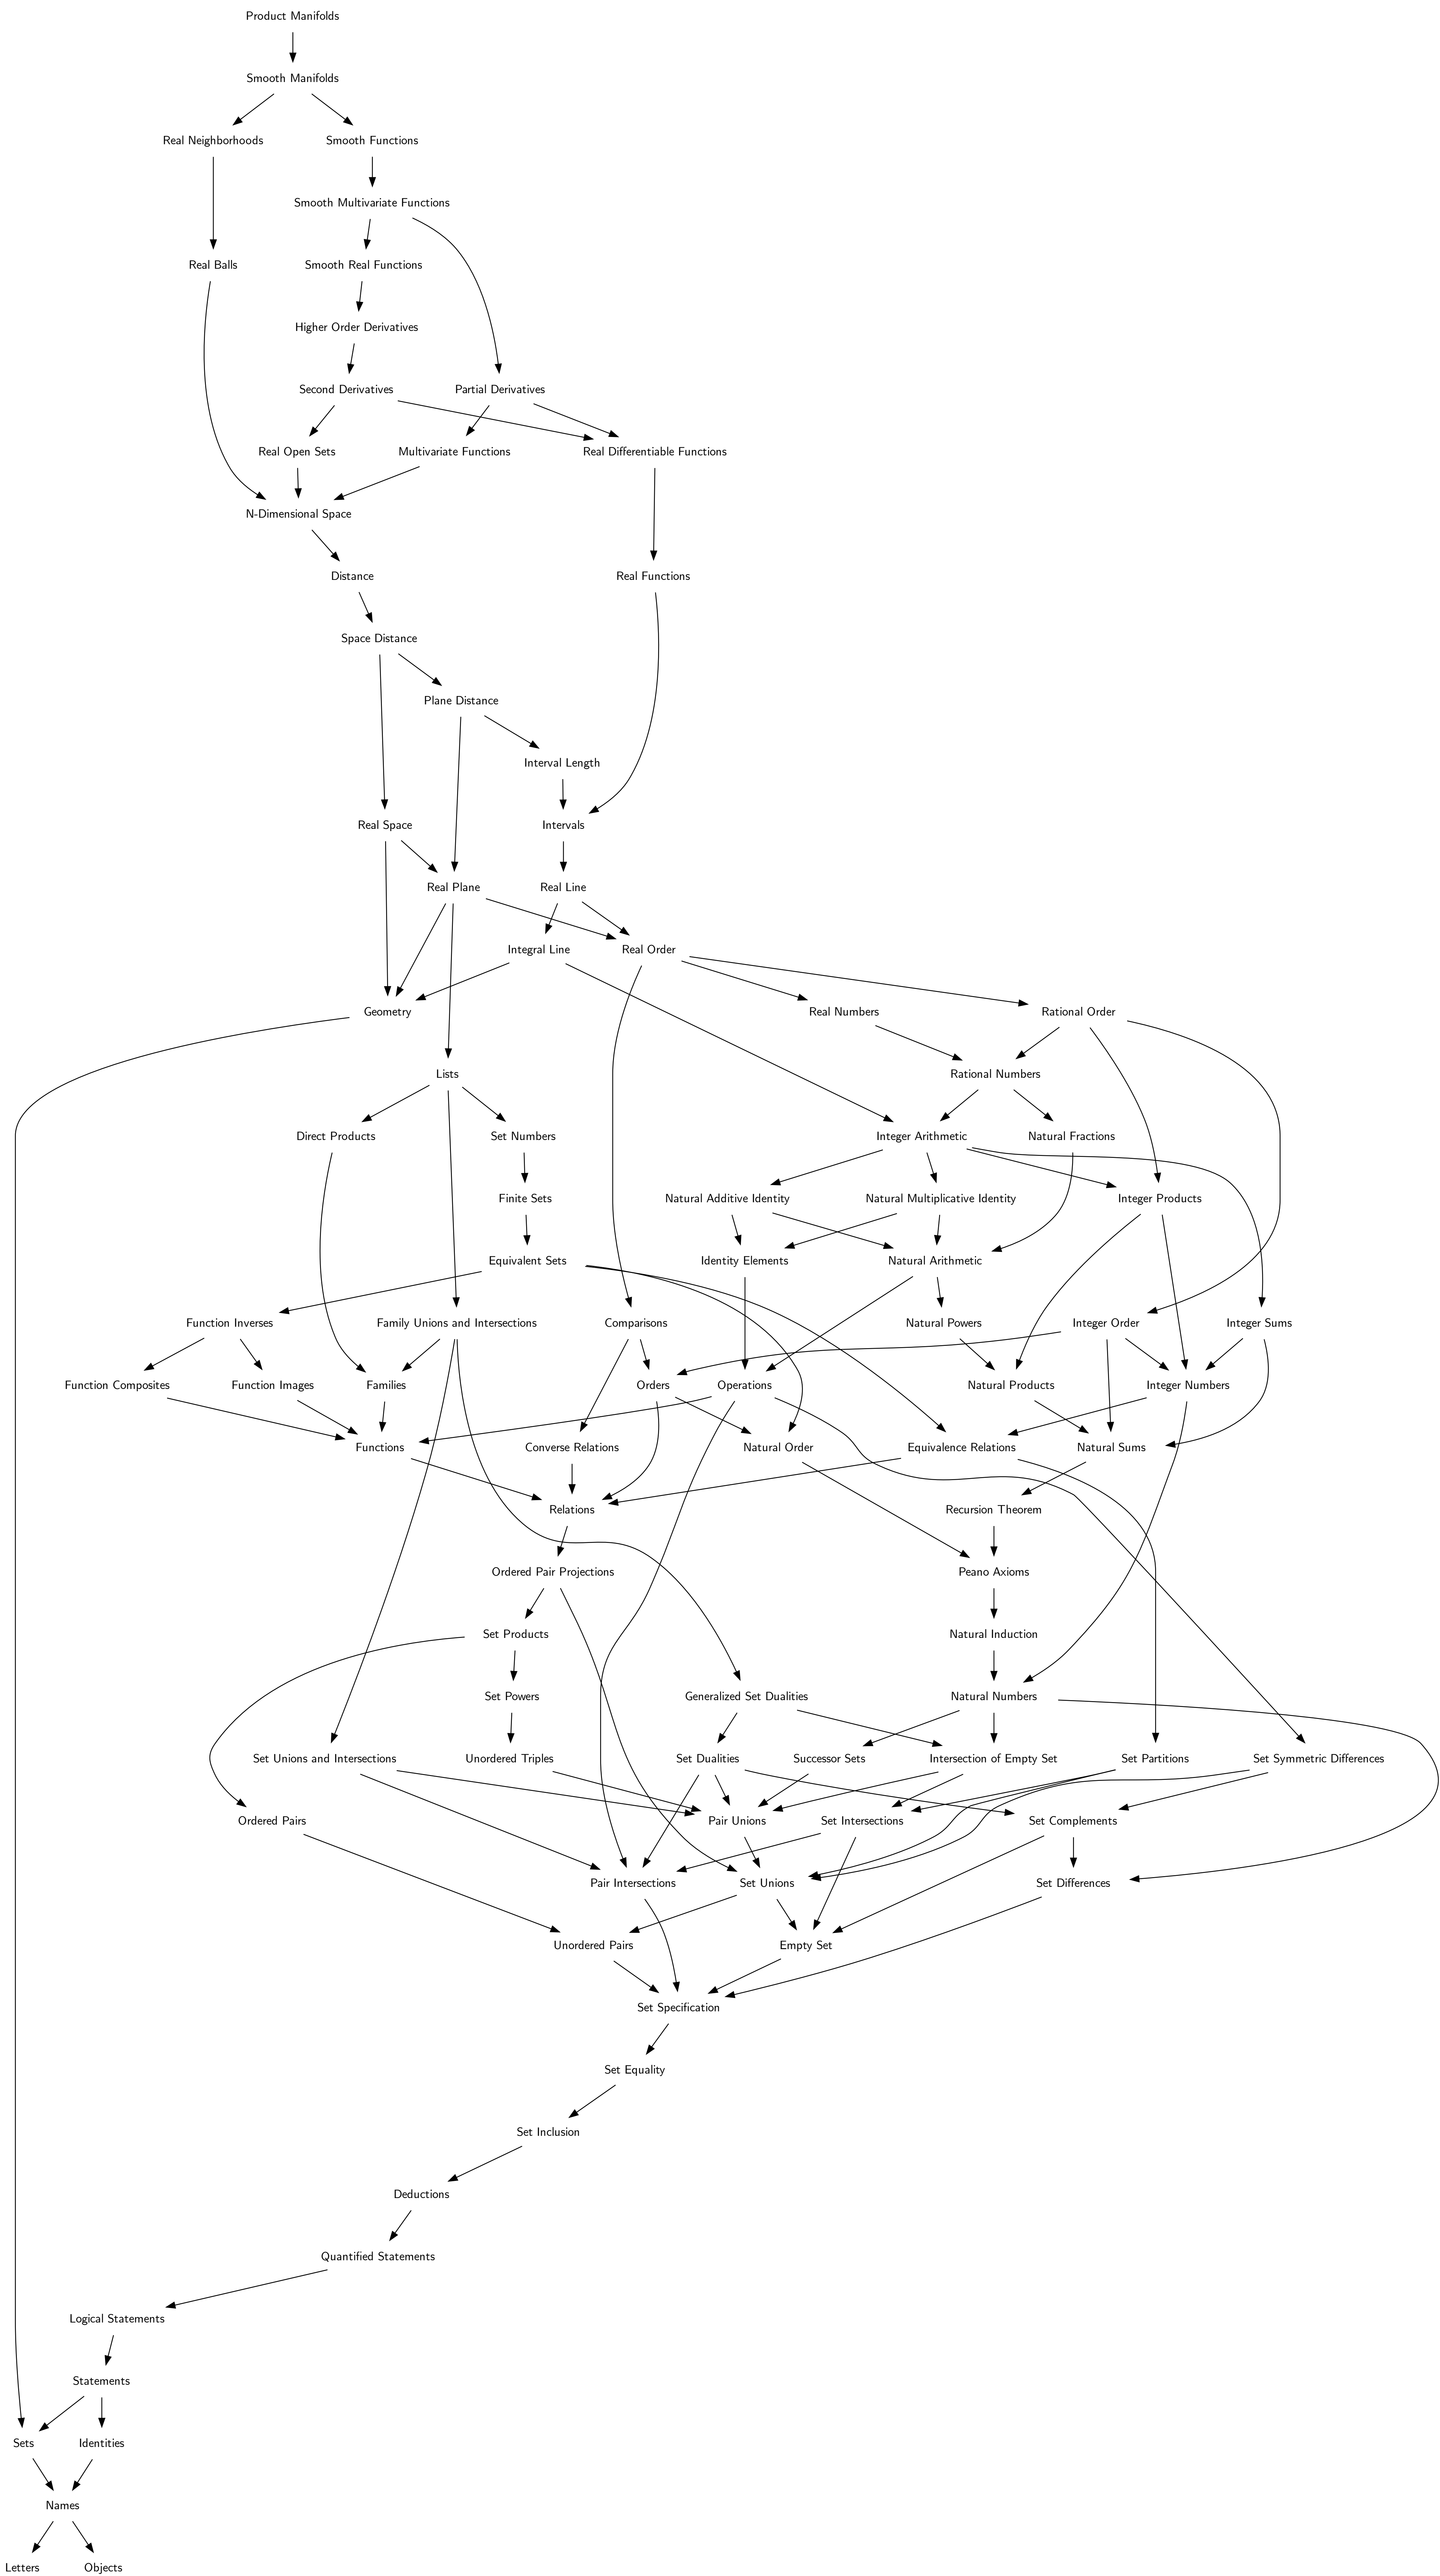 Product Manifolds
Smooth Manifolds
Real Neighborhoods
Smooth Functions
Smooth Multivariate Functions
Real Balls
Smooth Real Functions
Higher Order Derivatives
Second Derivatives
Partial Derivatives
Real Open Sets
Multivariate Functions
Real Differentiable Functions
N-Dimensional Space
Distance
Real Functions
Space Distance
Plane Distance
Interval Length
Real Space
Intervals
Real Plane
Real Line
Integral Line
Real Order
Geometry
Real Numbers
Rational Order
Lists
Rational Numbers
Direct Products
Set Numbers
Integer Arithmetic
Natural Fractions
Finite Sets
Natural Additive Identity
Natural Multiplicative Identity
Integer Products
Equivalent Sets
Identity Elements
Natural Arithmetic
Function Inverses
Family Unions and Intersections
Comparisons
Natural Powers
Integer Order
Integer Sums
Function Composites
Function Images
Families
Orders
Operations
Natural Products
Integer Numbers
Functions
Converse Relations
Natural Order
Equivalence Relations
Natural Sums
Relations
Recursion Theorem
Ordered Pair Projections
Peano Axioms
Set Products
Natural Induction
Set Powers
Generalized Set Dualities
Natural Numbers
Set Unions and Intersections
Unordered Triples
Set Dualities
Successor Sets
Intersection of Empty Set
Set Partitions
Set Symmetric Differences
Ordered Pairs
Pair Unions
Set Intersections
Set Complements
Pair Intersections
Set Unions
Set Differences
Unordered Pairs
Empty Set
Set Specification
Set Equality
Set Inclusion
Deductions
Quantified Statements
Logical Statements
Statements
Sets
Identities
Names
Letters
Objects